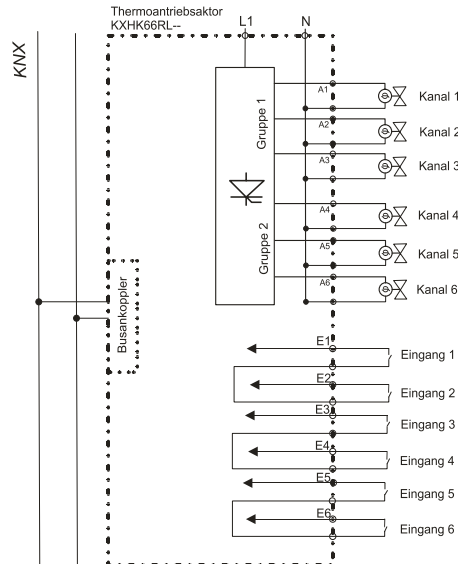 Thermoantriebsaktor
KXHK66RL--
L1
N
KNX
Gruppe 1
Gruppe 2
A1
Kanal 1
A2
Kanal 2
A3
Kanal 3
A4
Kanal 4
A5
Kanal 5
A6
Kanal 6
Busankoppler
E1
Eingang 1
E2
Eingang 2
E3
Eingang 3
E4
Eingang 4
E5
Eingang 5
E6
Eingang 6